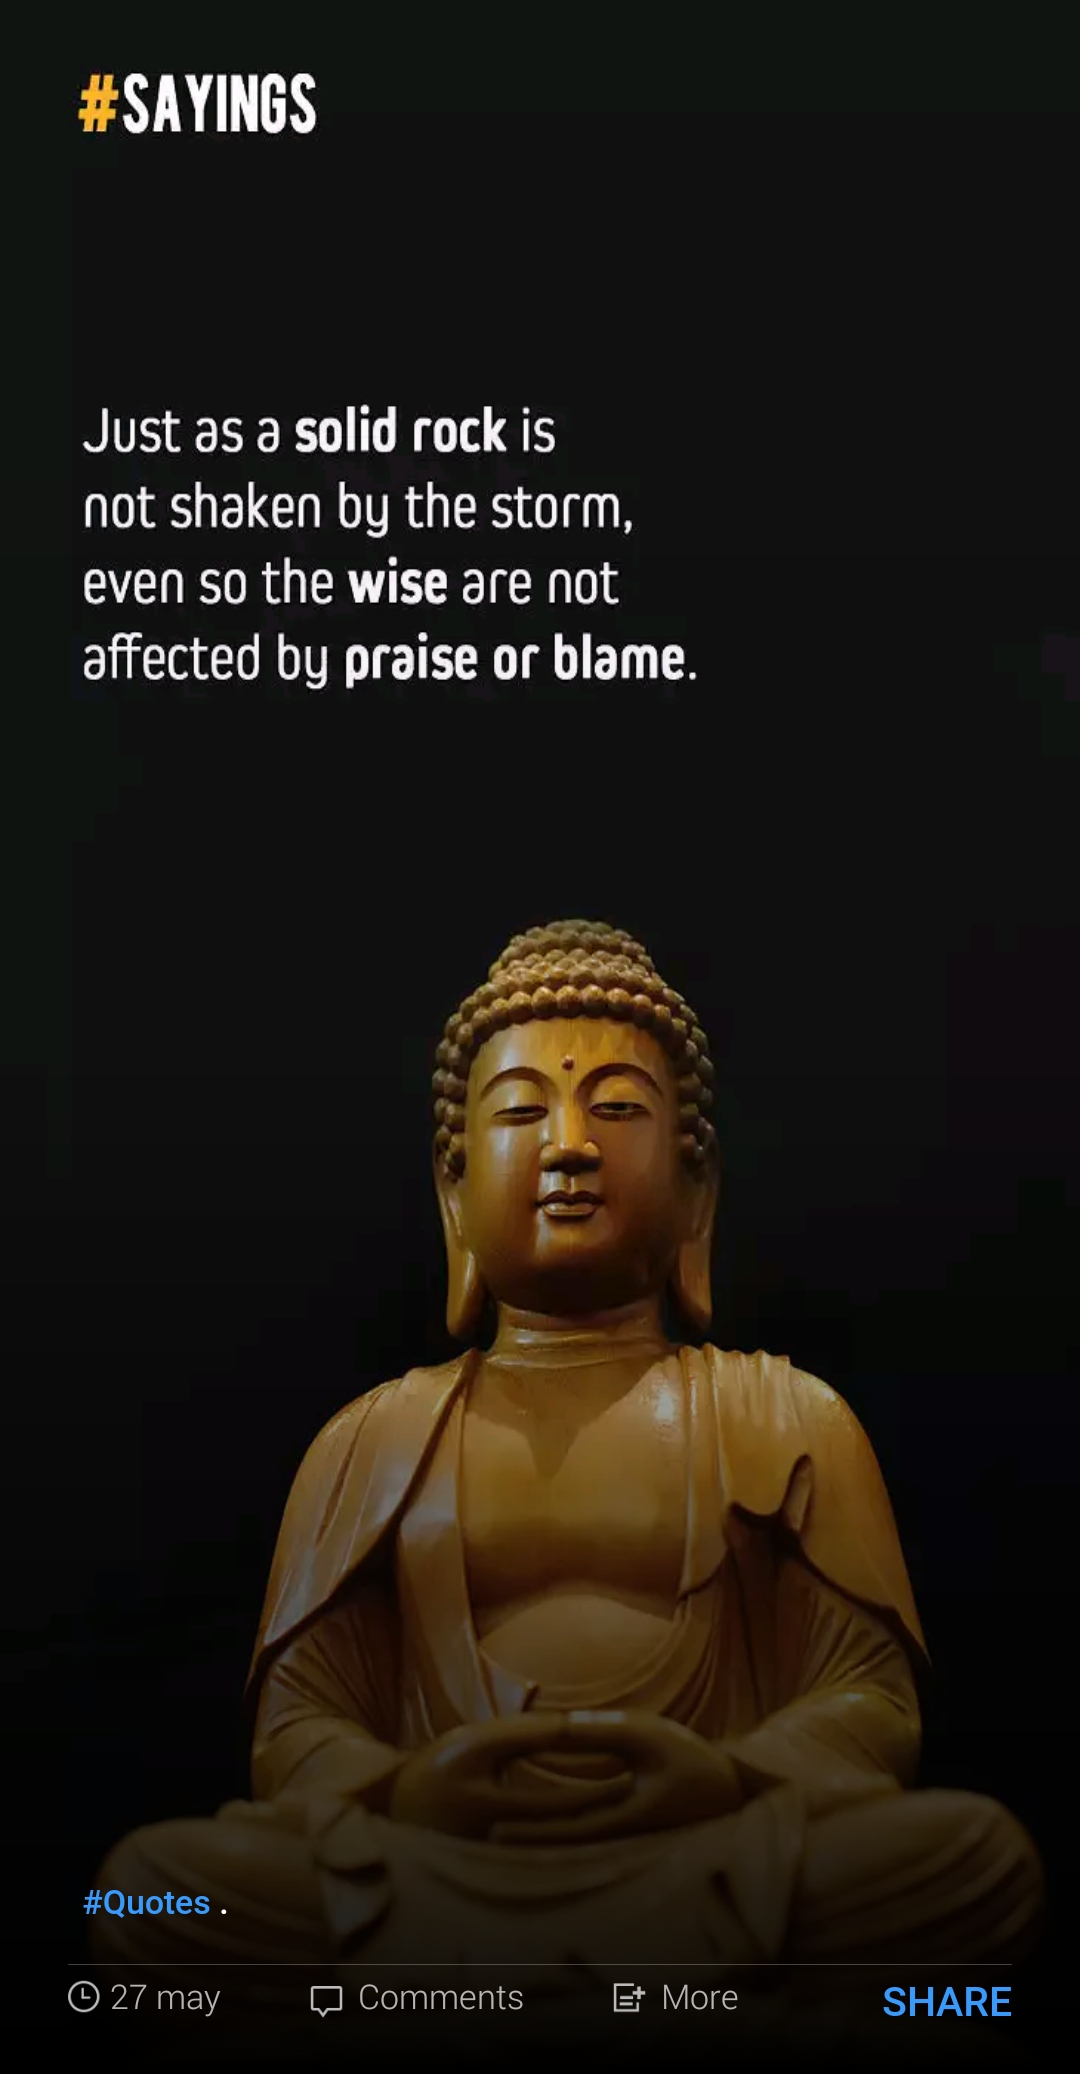 #SAYINGS
Just as a solid rock is
not shaken by the storm,
even so the wise are not
affected by praise or blame.
#Quotes .
27 may Comments More SHARE